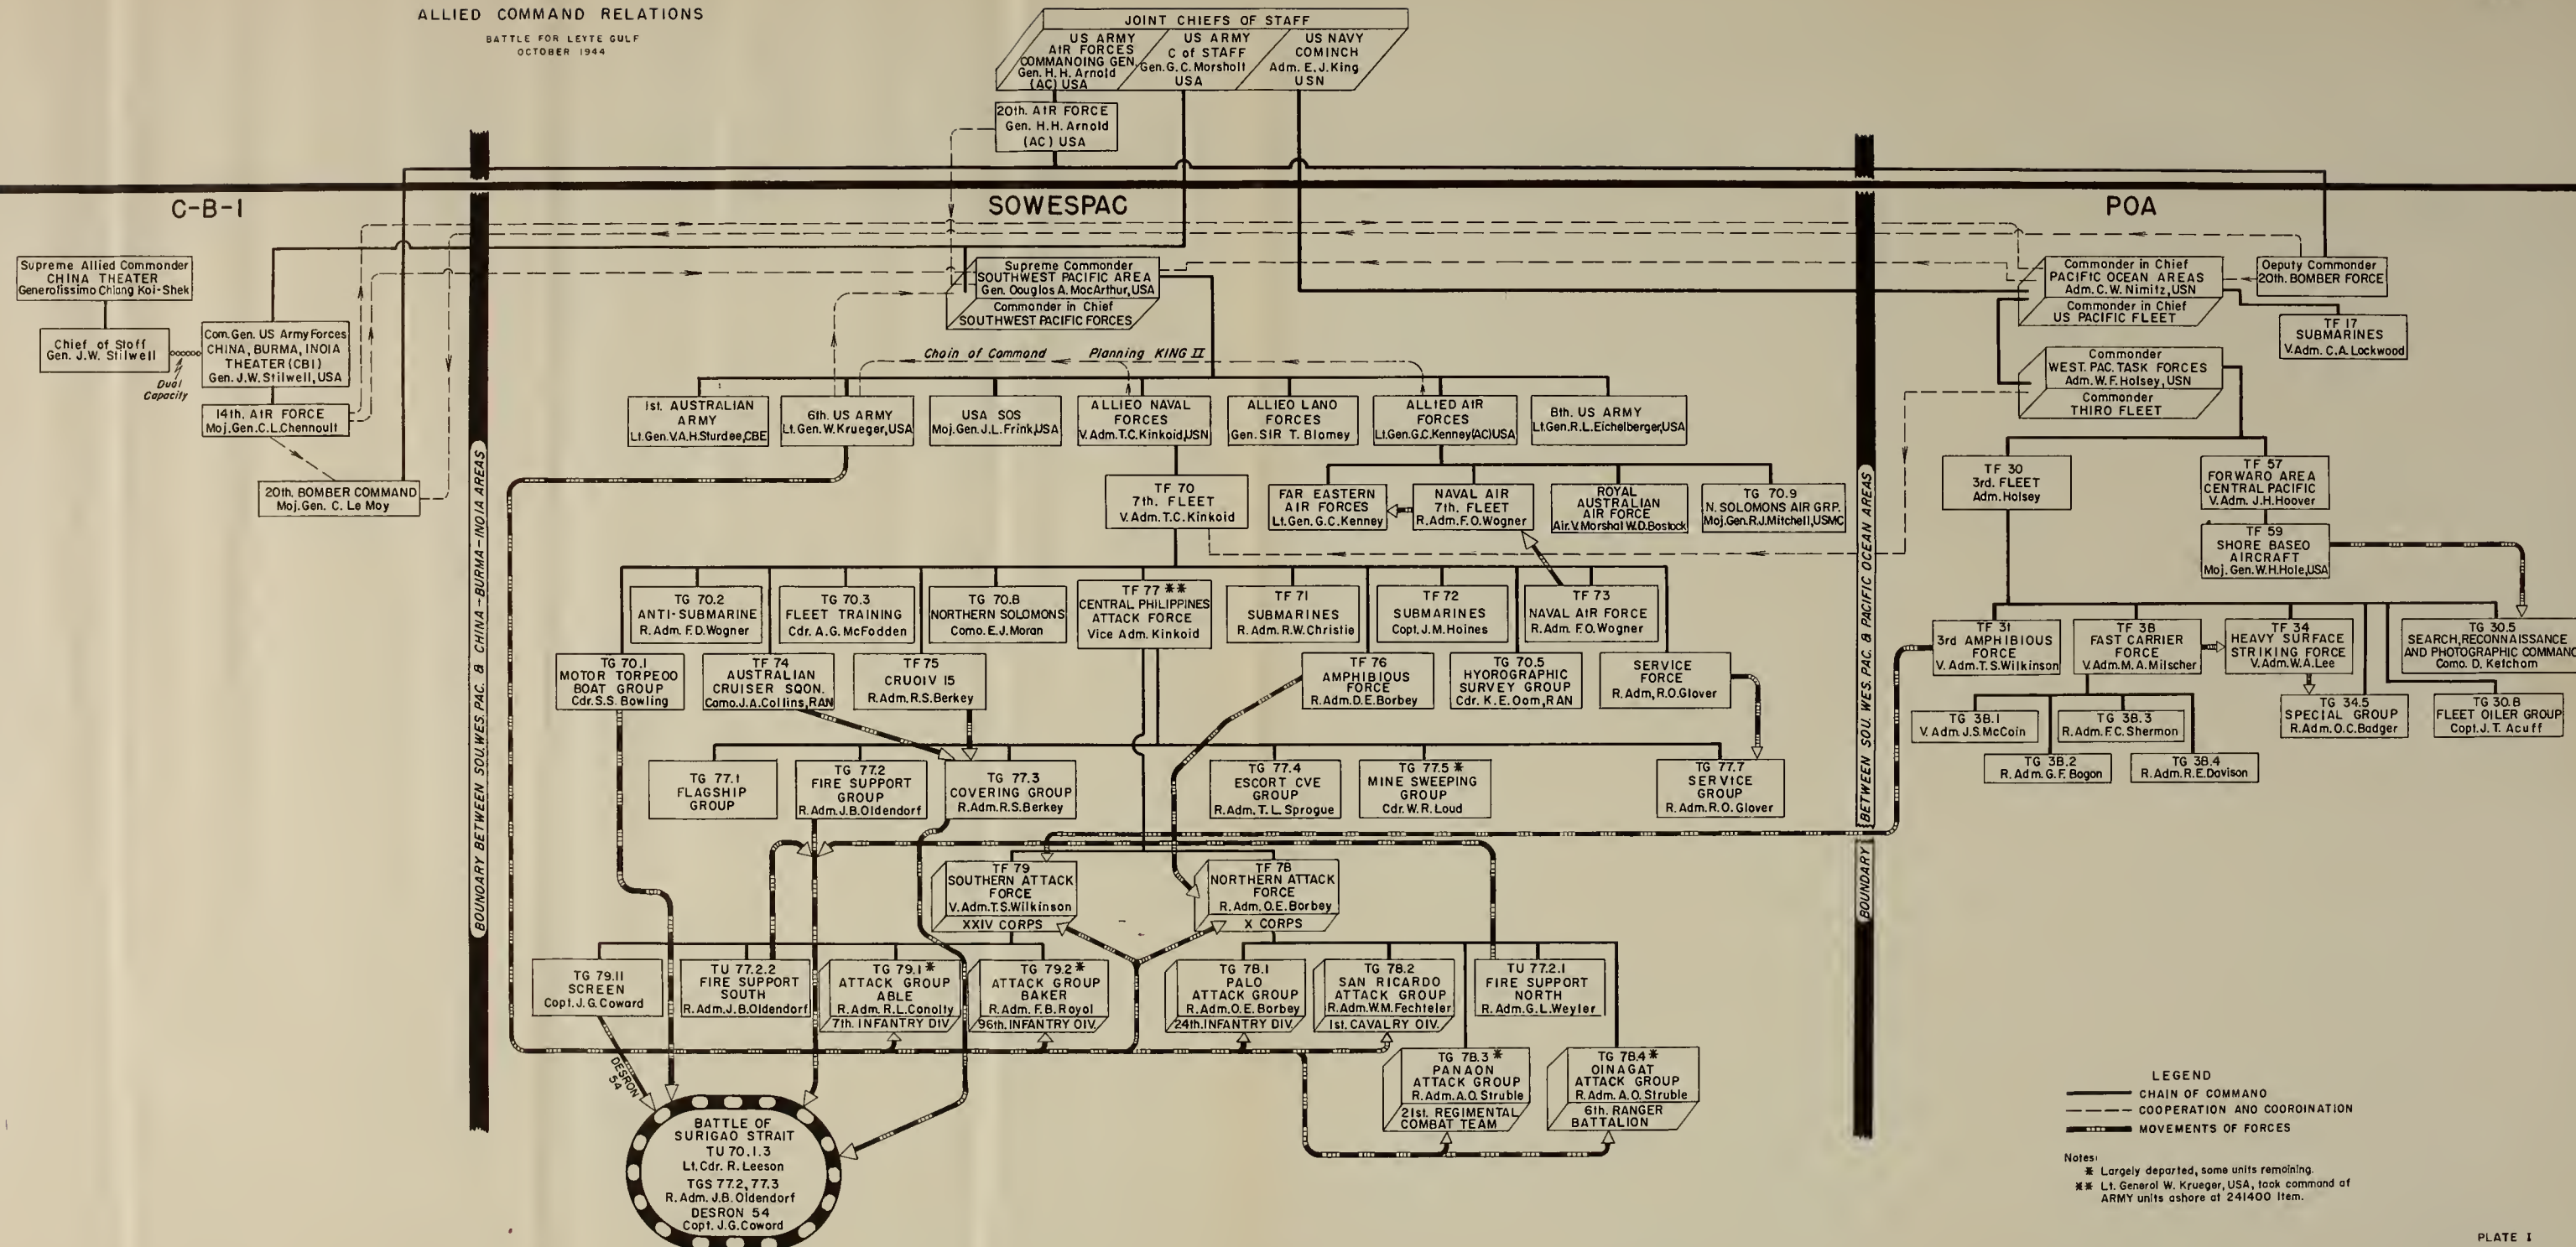 ALLIED COMMAND RELATIONS
BATTLE FOR LEYTE GULF
OCTOBER 1944
JOINT CHIEFS OF STAFF
US ARMY
AIR FORCES
COMMANDING GEN.
Gen. H. H. Arnold
(AC) USA
US ARMY
C of STAFF
Gen. G. C. Marshall
USA
US NAVY
COMINCH
Adm. E. J. King
USN
20th. AIR FORCE
Gen. H.H. Arnold
(AC) USA
C-B-I
SOWESPAC
POA
Supreme Allied Commander
CHINA THEATER
Generalissimo Chiang Kai-Shek
Chief of Staff
Gen. J.W. Stilwell
Dual
Capacity
Com. Gen. US Army Forces
CHINA, BURMA, INDIA
THEATER (CBI)
Gen. J.W. Stilwell, USA
14th. AIR FORCE
Maj. Gen. C.L. Chennault
20th. BOMBER COMMAND
Maj. Gen. C. Le May
BOUNDARY BETWEEN SOU.WES.PAC. & CHINA-BURMA-INDIA AREAS
Supreme Commander
SOUTHWEST PACIFIC AREA
Gen. Douglas A. MacArthur, USA
Commander in Chief
SOUTHWEST PACIFIC FORCES
Chain of Command Planning KING II
1st. AUSTRALIAN
ARMY
Lt. Gen. V.A.H. Sturdee, CBE
6th. US ARMY
Lt. Gen. W. Krueger, USA
USA SOS
Maj. Gen. J.L. Frink, USA
ALLIED NAVAL
FORCES
V. Adm. T.C. Kinkaid, USN
ALLIED LAND
FORCES
Gen. SIR T. Blamey
ALLIED AIR
FORCES
Lt. Gen. G.C. Kenney (AC) USA
8th. US ARMY
Lt. Gen. R.L. Eichelberger, USA
TF 70
7th. FLEET
V. Adm. T.C. Kinkaid
FAR EASTERN
AIR FORCES
Lt. Gen. G.C. Kenney
NAVAL AIR
7th. FLEET
R. Adm. F.D. Wagner
ROYAL
AUSTRALIAN
AIR FORCE
Air. V. Marshal W.D. Bostock
TG 70.9
N. SOLOMONS AIR GRP.
Maj. Gen. R.J. Mitchell, USMC
TG 70.2
ANTI-SUBMARINE
R. Adm. F.D. Wagner
TG 70.3
FLEET TRAINING
Cdr. A.G. McFadden
TG 70.8
NORTHERN SOLOMONS
Como. E.J. Moran
TF 77 **
CENTRAL PHILIPPINES
ATTACK FORCE
Vice Adm. Kinkaid
TF 71
SUBMARINES
R. Adm. R.W. Christie
TF 72
SUBMARINES
Capt. J.M. Haines
TF 73
NAVAL AIR FORCE
R. Adm. F.D. Wagner
TG 70.1
MOTOR TORPEDO
BOAT GROUP
Cdr. S.S. Bowling
TF 74
AUSTRALIAN
CRUISER SQDN.
Como. J.A. Collins, RAN
TF 75
CRUDIV 15
R. Adm. R.S. Berkey
TF 76
AMPHIBIOUS
FORCE
R. Adm. D.E. Barbey
TG 70.5
HYDROGRAPHIC
SURVEY GROUP
Cdr. K.E. Oom, RAN
SERVICE
FORCE
R. Adm. R.O. Glover
TG 77.1
FLAGSHIP
GROUP
TG 77.2
FIRE SUPPORT
GROUP
R. Adm. J.B. Oldendorf
TG 77.3
COVERING GROUP
R. Adm. R.S. Berkey
TG 77.4
ESCORT CVE
GROUP
R. Adm. T.L. Sprague
TG 77.5 *
MINE SWEEPING
GROUP
Cdr. W.R. Loud
TG 77.7
SERVICE
GROUP
R. Adm. R.O. Glover
TF 79
SOUTHERN ATTACK
FORCE
V. Adm. T.S. Wilkinson
XXIV CORPS
TF 78
NORTHERN ATTACK
FORCE
R. Adm. D.E. Barbey
X CORPS
TG 79.11
SCREEN
Capt. J.G. Coward
TU 77.2.2
FIRE SUPPORT
SOUTH
R. Adm. J.B. Oldendorf
TG 79.1 *
ATTACK GROUP
ABLE
R. Adm. R.L. Conolly
7th. INFANTRY DIV.
TG 79.2 *
ATTACK GROUP
BAKER
R. Adm. F.B. Royal
96th. INFANTRY DIV.
TG 78.1
PALO
ATTACK GROUP
R. Adm. D.E. Barbey
24th. INFANTRY DIV.
TG 78.2
SAN RICARDO
ATTACK GROUP
R. Adm. W.M. Fechteler
1st. CAVALRY DIV.
TU 77.2.1
FIRE SUPPORT
NORTH
R. Adm. G.L. Weyler
TG 78.3 *
PANAON
ATTACK GROUP
R. Adm. A.D. Struble
21st. REGIMENTAL
COMBAT TEAM
TG 78.4 *
DINAGAT
ATTACK GROUP
R. Adm. A.D. Struble
6th. RANGER
BATTALION
DESRON
54
BATTLE OF
SURIGAO STRAIT
TU 70.1.3
Lt. Cdr. R. Leeson
TGS 77.2, 77.3
R. Adm. J.B. Oldendorf
DESRON 54
Capt. J.G. Coward
BOUNDARY BETWEEN SOU. WES. PAC. & PACIFIC OCEAN AREAS
Commander in Chief
PACIFIC OCEAN AREAS
Adm. C.W. Nimitz, USN
Commander in Chief
US PACIFIC FLEET
Deputy Commander
20th. BOMBER FORCE
TF 17
SUBMARINES
V. Adm. C.A. Lockwood
Commander
WEST. PAC. TASK FORCES
Adm. W.F. Halsey, USN
Commander
THIRD FLEET
TF 30
3rd. FLEET
Adm. Halsey
TF 57
FORWARD AREA
CENTRAL PACIFIC
V. Adm. J.H. Hoover
TF 59
SHORE BASED
AIRCRAFT
Maj. Gen. W.H. Hale, USA
TF 31
3rd AMPHIBIOUS
FORCE
V. Adm. T.S. Wilkinson
TF 38
FAST CARRIER
FORCE
V. Adm. M.A. Mitscher
TF 34
HEAVY SURFACE
STRIKING FORCE
V. Adm. W.A. Lee
TG 30.5
SEARCH, RECONNAISSANCE
AND PHOTOGRAPHIC COMMAND
Como. D. Ketcham
TG 38.1
V. Adm. J.S. McCain
TG 38.3
R. Adm. F.C. Sherman
TG 34.5
SPECIAL GROUP
R. Adm. O.C. Badger
TG 30.8
FLEET OILER GROUP
Capt. J.T. Acuff
TG 38.2
R. Adm. G.F. Bogan
TG 38.4
R. Adm. R.E. Davison
LEGEND
CHAIN OF COMMAND
COOPERATION AND COORDINATION
MOVEMENTS OF FORCES
Notes:
* Largely departed, some units remaining.
** Lt. General W. Krueger, USA, took command of
ARMY units ashore at 241400 Item.
PLATE I